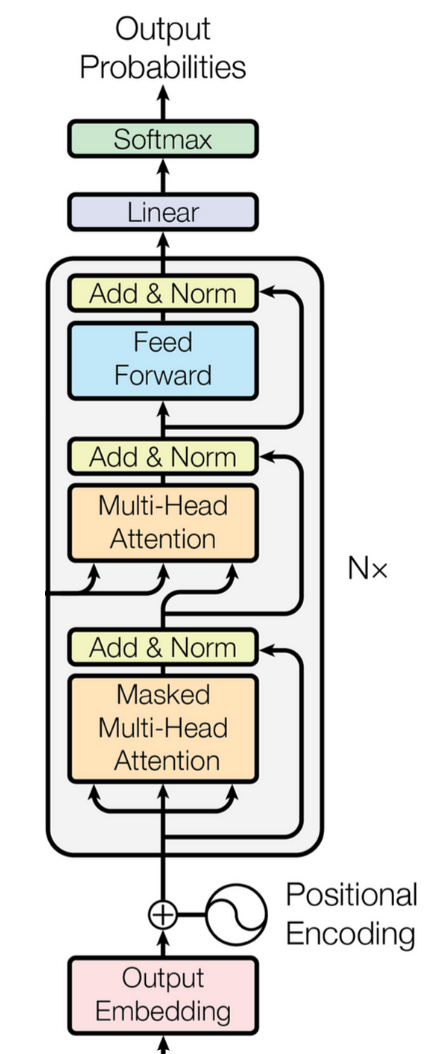 Output
Probabilities
Softmax
Linear
Add & Norm
Feed
Forward
Add & Norm
Multi-Head
Attention
N×
Add & Norm
Masked
Multi-Head
Attention
Positional
Encoding
Output
Embedding